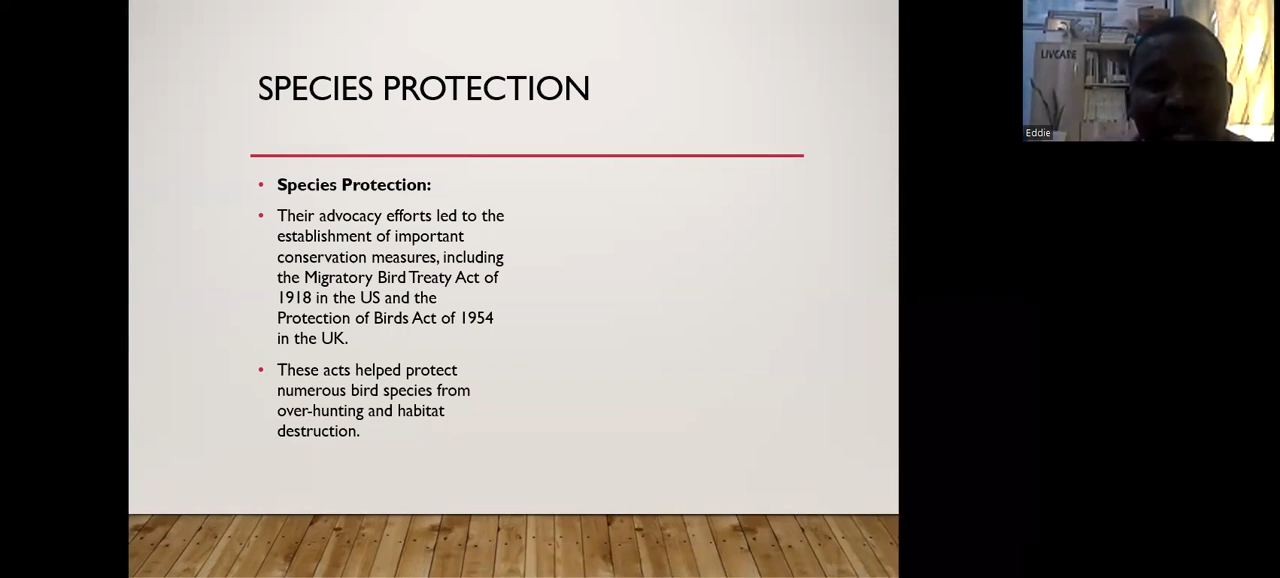 SPECIES PROTECTION
• Species Protection:
• Their advocacy efforts led to the
establishment of important
conservation measures, including
the Migratory Bird Treaty Act of
1918 in the US and the
Protection of Birds Act of 1954
in the UK.
• These acts helped protect
numerous bird species from
over-hunting and habitat
destruction.
LIVCARE
Eddie